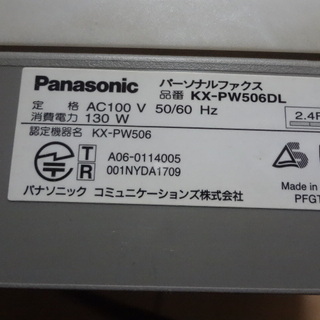 Panasonic
パーソナルファクス
品番 KX-PW506DL
定 格 AC100 V 50/60 Hz
消費電力 130 W
認定機器名 KX-PW506
2.4
T
R
A06-0114005
001NYDA1709
パナソニック コミュニケーションズ株式会社
Made in
PFGT